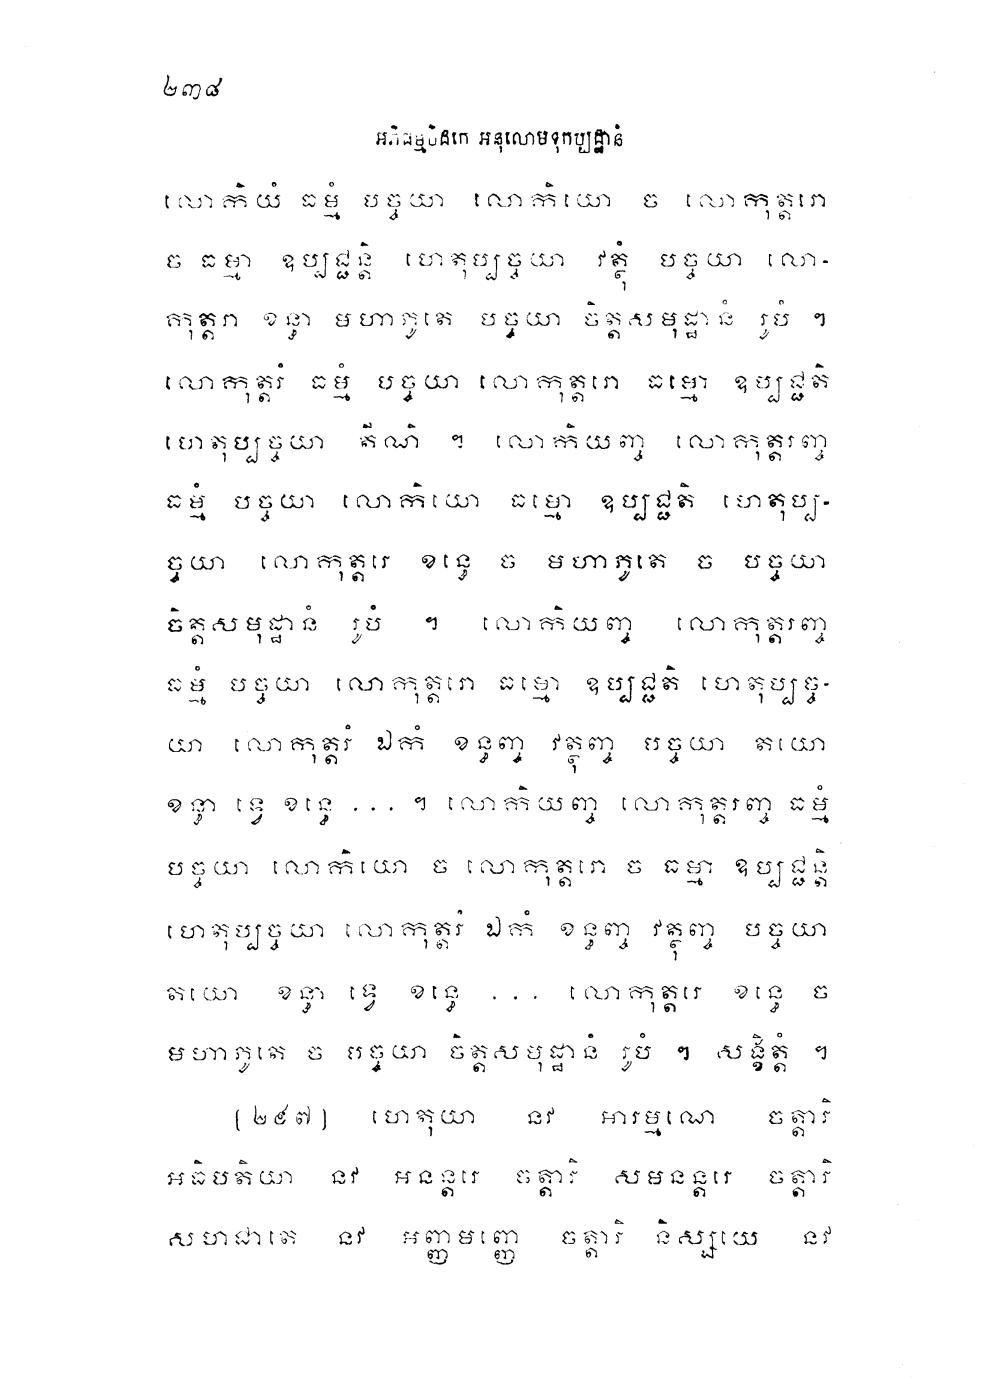 ២៣៨
អភិធម្មបិដកេ អនុលោមទុកប្បដ្ឋានំ
លោកិយំ ធម្មំ បច្ចយា លោកិយោ ច លោកុត្តរោ
ច ធម្មា ឧប្បជ្ជន្តិ ហេតុប្បច្ចយា វត្ថុំ បច្ចយា លោ-
កុត្តរា ខន្ធា មហាភូតេ បច្ចយា ចិត្តសមុដ្ឋានំ រូបំ ។
លោកុត្តរំ ធម្មំ បច្ចយា លោកុត្តរោ ធម្មោ ឧប្បជ្ជតិ
ហេតុប្បច្ចយា តីណិ ។ លោកិយញ្ច លោកុត្តរញ្ច
ធម្មំ បច្ចយា លោកិយោ ធម្មោ ឧប្បជ្ជតិ ហេតុប្ប-
ច្ចយា លោកុត្តរេ ខន្ធេ ច មហាភូតេ ច បច្ចយា
ចិត្តសមុដ្ឋានំ រូបំ ។ លោកិយញ្ច លោកុត្តរញ្ច
ធម្មំ បច្ចយា លោកុត្តរោ ធម្មោ ឧប្បជ្ជតិ ហេតុប្បច្ច-
យា លោកុត្តរំ ឯកំ ខន្ធញ្ច វត្ថុញ្ច បច្ចយា តយោ
ខន្ធា ទ្វេ ខន្ធេ ... ។ លោកិយញ្ច លោកុត្តរញ្ច ធម្មំ
បច្ចយា លោកិយោ ច លោកុត្តរោ ច ធម្មា ឧប្បជ្ជន្តិ
ហេតុប្បច្ចយា លោកុត្តរំ ឯកំ ខន្ធញ្ច វត្ថុញ្ច បច្ចយា
តយោ ខន្ធា ទ្វេ ខន្ធេ ... លោកុត្តរេ ខន្ធេ ច
មហាភូតេ ច បច្ចយា ចិត្តសមុដ្ឋានំ រូបំ ។ សង្ខិត្តំ ។
[២៩៧] ហេតុយា នវ អារម្មណេ ចត្តារិ
អធិបតិយា នវ អនន្តរេ ចត្តារិ សមនន្តរេ ចត្តារិ
សហជាតេ នវ អញ្ញមញ្ញេ ចត្តារិ និស្សយេ នវ